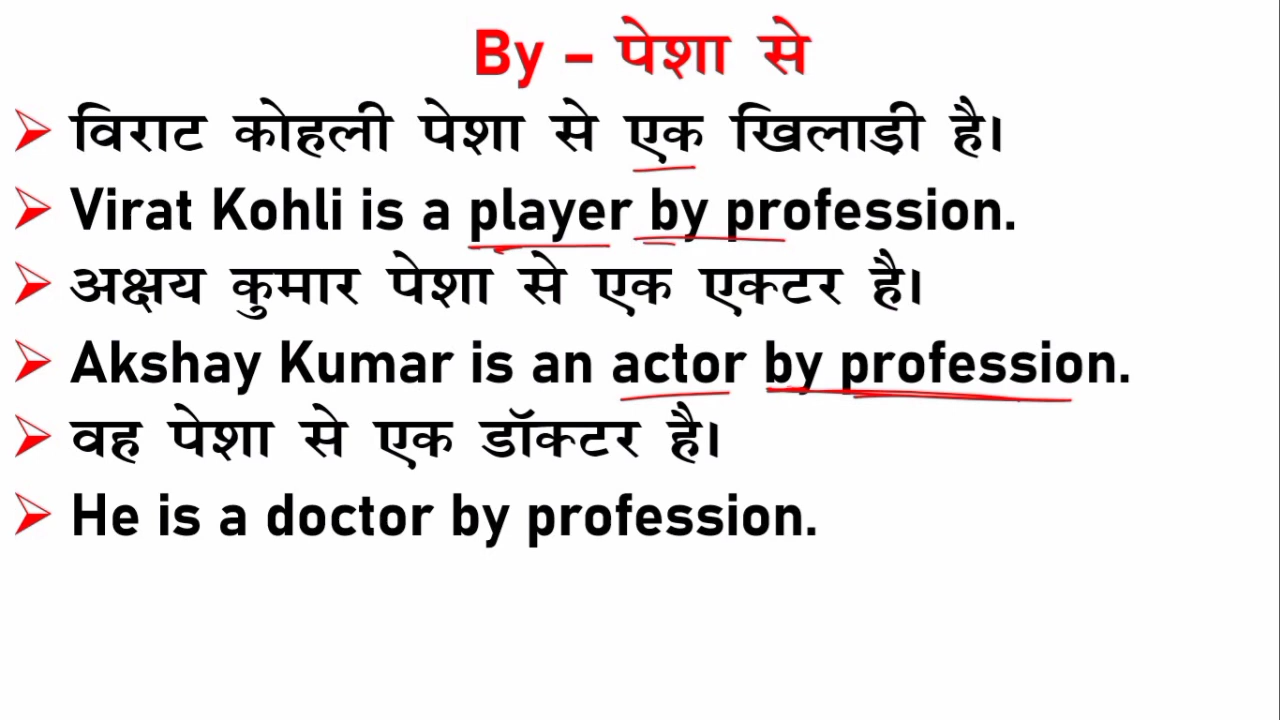 By – पेशा से
विराट कोहली पेशा से एक खिलाड़ी है।
Virat Kohli is a player by profession.
अक्षय कुमार पेशा से एक एक्टर है।
Akshay Kumar is an actor by profession.
वह पेशा से एक डॉक्टर है।
He is a doctor by profession.